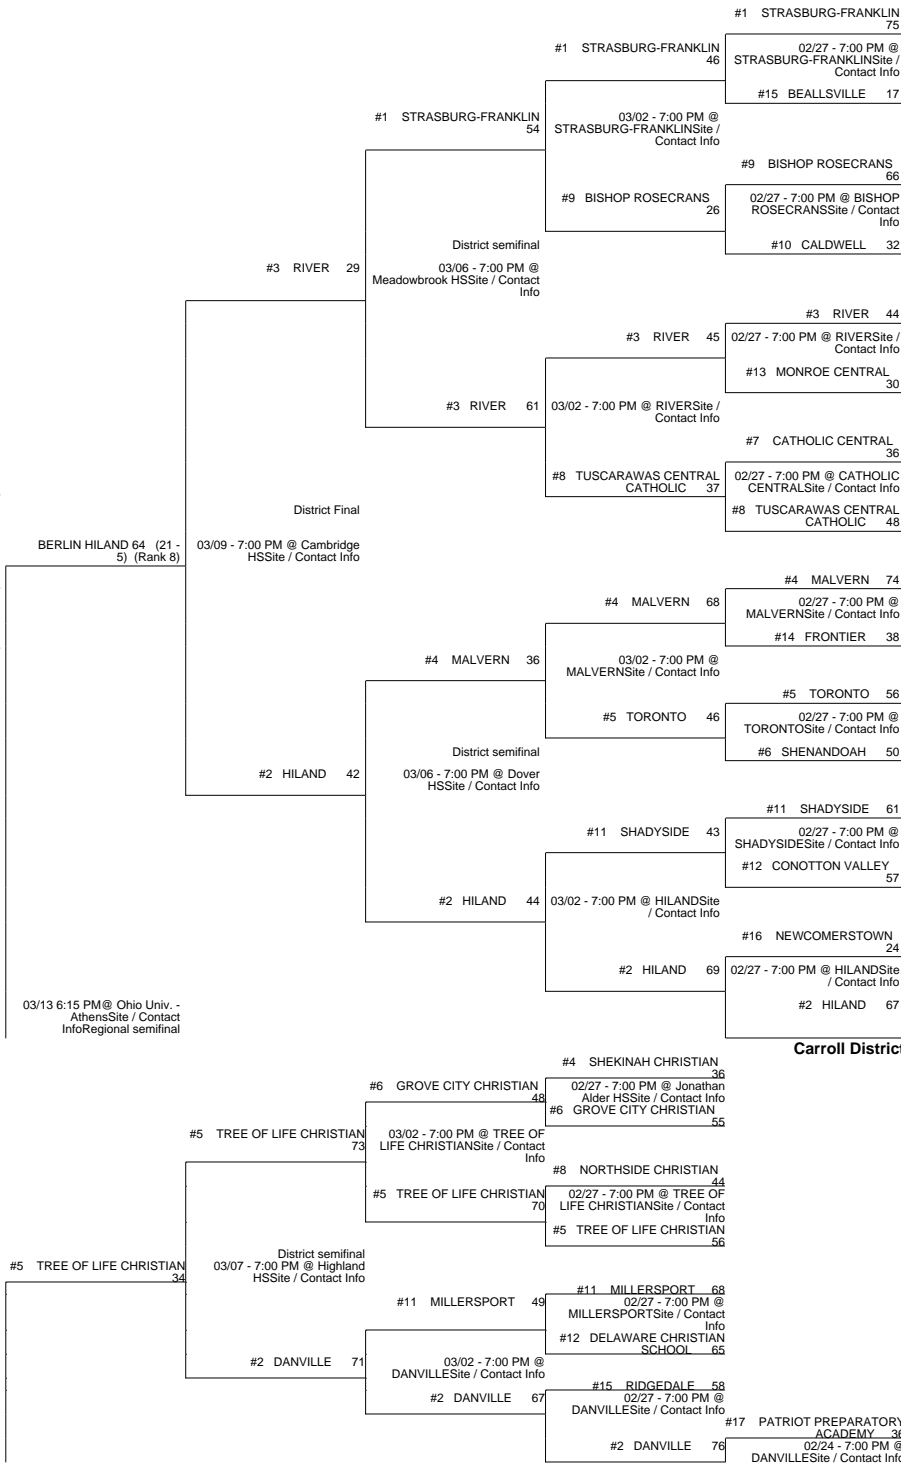 #1 STRASBURG-FRANKLIN
75
02/27 - 7:00 PM @
STRASBURG-FRANKLINSite /
Contact Info
#15 BEALLSVILLE 17
#1 STRASBURG-FRANKLIN
46
03/02 - 7:00 PM @
STRASBURG-FRANKLINSite /
Contact Info
#9 BISHOP ROSECRANS
66
02/27 - 7:00 PM @ BISHOP
ROSECRANSSite / Contact
Info
#10 CALDWELL 32
#9 BISHOP ROSECRANS
26
#1 STRASBURG-FRANKLIN
54
District semifinal
03/06 - 7:00 PM @
Meadowbrook HSSite / Contact
Info
#3 RIVER 29
#3 RIVER 44
02/27 - 7:00 PM @ RIVERSite /
Contact Info
#13 MONROE CENTRAL
30
#3 RIVER 45
03/02 - 7:00 PM @ RIVERSite /
Contact Info
#3 RIVER 61
#7 CATHOLIC CENTRAL
36
02/27 - 7:00 PM @ CATHOLIC
CENTRALSite / Contact Info
#8 TUSCARAWAS CENTRAL
CATHOLIC 48
#8 TUSCARAWAS CENTRAL
CATHOLIC 37
District Final
03/09 - 7:00 PM @ Cambridge
HSSite / Contact Info
BERLIN HILAND 64 (21 -
5) (Rank 8)
#4 MALVERN 74
02/27 - 7:00 PM @
MALVERNSite / Contact Info
#14 FRONTIER 38
#4 MALVERN 68
03/02 - 7:00 PM @
MALVERNSite / Contact Info
#4 MALVERN 36
#5 TORONTO 56
02/27 - 7:00 PM @
TORONTOSite / Contact Info
#6 SHENANDOAH 50
#5 TORONTO 46
District semifinal
03/06 - 7:00 PM @ Dover
HSSite / Contact Info
#2 HILAND 42
#11 SHADYSIDE 61
02/27 - 7:00 PM @
SHADYSIDESite / Contact Info
#12 CONOTTON VALLEY
57
#11 SHADYSIDE 43
03/02 - 7:00 PM @ HILANDSite
/ Contact Info
#2 HILAND 44
#16 NEWCOMERSTOWN
24
02/27 - 7:00 PM @ HILANDSite
/ Contact Info
#2 HILAND 67
#2 HILAND 69
03/13 6:15 PM@ Ohio Univ. -
AthensSite / Contact
InfoRegional semifinal
Carroll District
#4 SHEKINAH CHRISTIAN
36
02/27 - 7:00 PM @ Jonathan
Alder HSSite / Contact Info
#6 GROVE CITY CHRISTIAN
55
#6 GROVE CITY CHRISTIAN
48
03/02 - 7:00 PM @ TREE OF
LIFE CHRISTIANSite / Contact
Info
#5 TREE OF LIFE CHRISTIAN
73
#8 NORTHSIDE CHRISTIAN
44
02/27 - 7:00 PM @ TREE OF
LIFE CHRISTIANSite / Contact
Info
#5 TREE OF LIFE CHRISTIAN
56
#5 TREE OF LIFE CHRISTIAN
70
District semifinal
03/07 - 7:00 PM @ Highland
HSSite / Contact Info
#5 TREE OF LIFE CHRISTIAN
34
#11 MILLERSPORT 68
02/27 - 7:00 PM @
MILLERSPORTSite / Contact
Info
#12 DELAWARE CHRISTIAN
SCHOOL 65
#11 MILLERSPORT 49
03/02 - 7:00 PM @
DANVILLESite / Contact Info
#2 DANVILLE 71
#15 RIDGEDALE 58
02/27 - 7:00 PM @
DANVILLESite / Contact Info
#2 DANVILLE 67
#2 DANVILLE 76
#17 PATRIOT PREPARATORY
ACADEMY 36
02/24 - 7:00 PM @
DANVILLESite / Contact Info